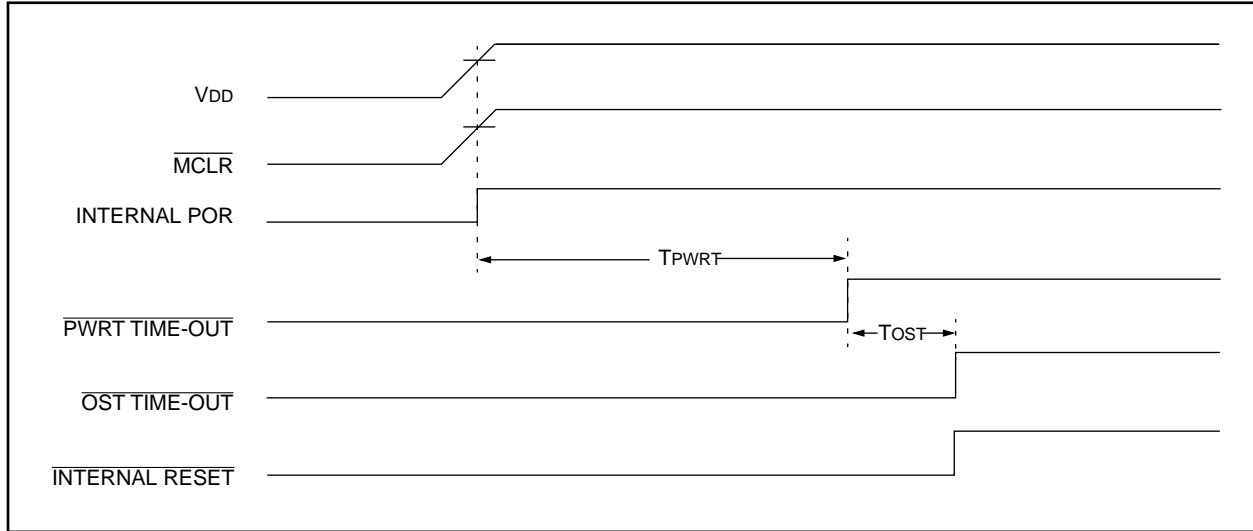 VDD
MCLR
INTERNAL POR
TPWRT
PWRT TIME-OUT
TOST
OST TIME-OUT
INTERNAL RESET